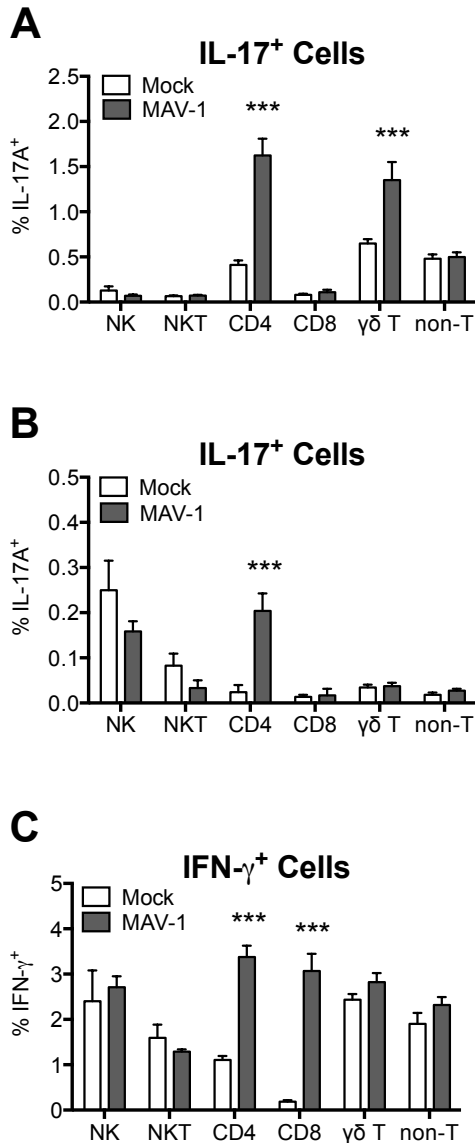 A
IL-17⁺ Cells
Mock
MAV-1
% IL-17A⁺
2.5
2.0
1.5
1.0
0.5
0.0
*** ***
NK NKT CD4 CD8 γδ T non-T
B
IL-17⁺ Cells
Mock
MAV-1
% IL-17A⁺
0.5
0.4
0.3
0.2
0.1
0.0
***
NK NKT CD4 CD8 γδ T non-T
C
IFN-γ⁺ Cells
Mock
MAV-1
% IFN-γ⁺
5
4
3
2
1
0
*** ***
NK NKT CD4 CD8 γδ T non-T